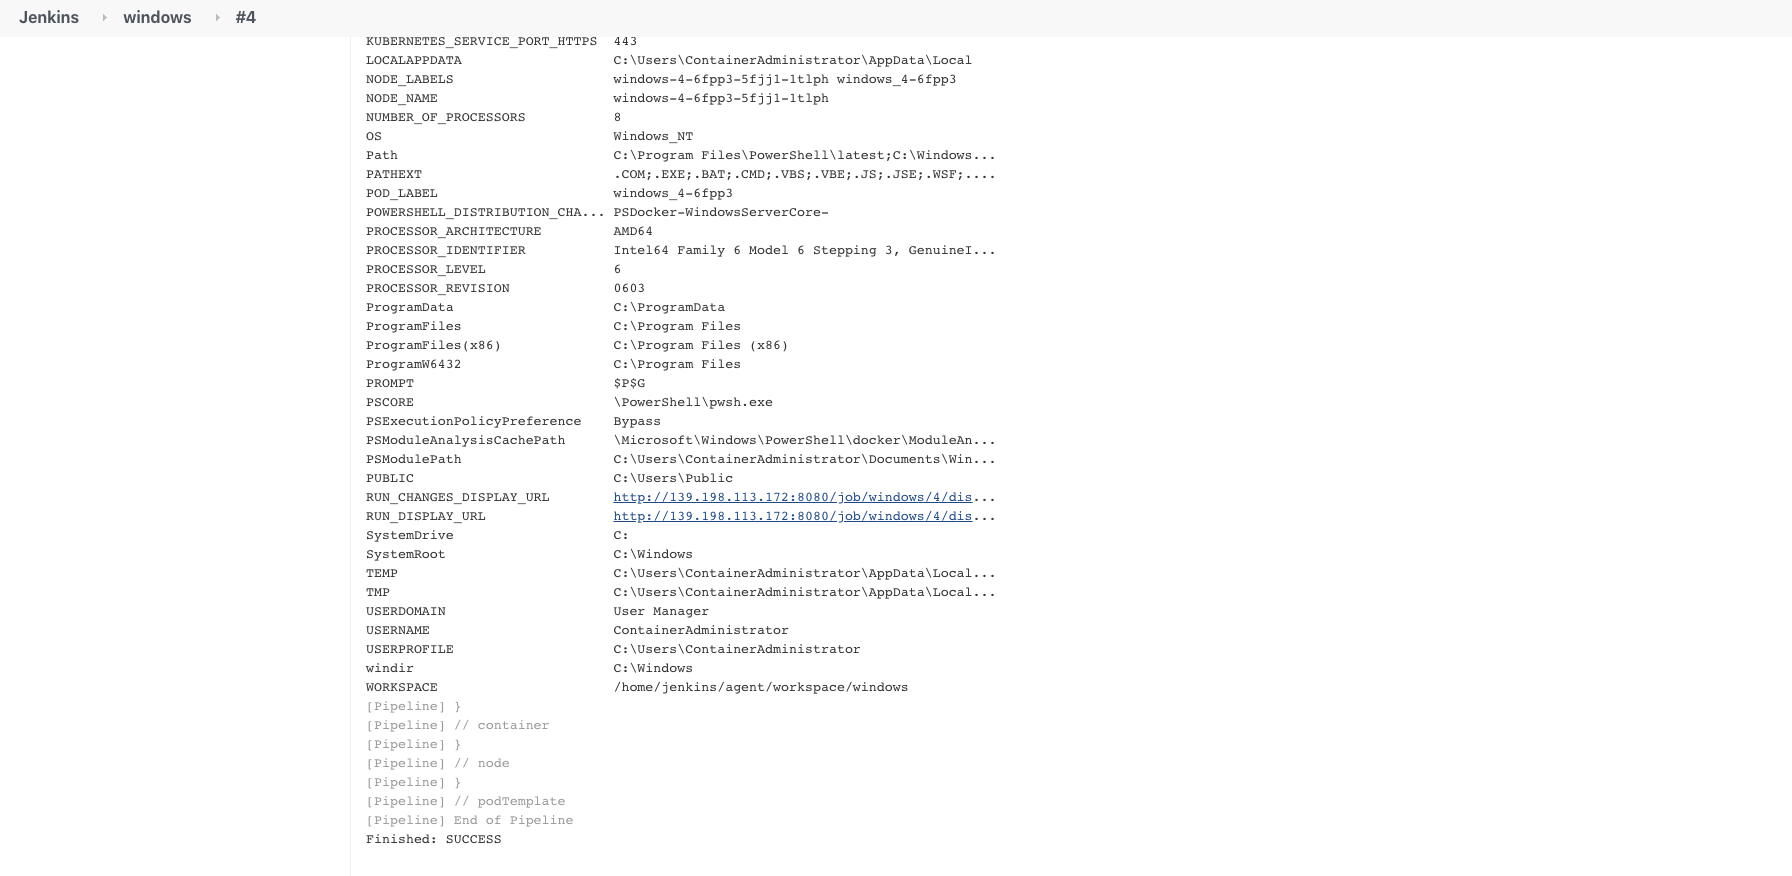 Jenkins › windows › #4
KUBERNETES_SERVICE_PORT_HTTPS 443
LOCALAPPDATA C:\Users\ContainerAdministrator\AppData\Local
NODE_LABELS windows-4-6fpp3-5fjj1-1tlph windows_4-6fpp3
NODE_NAME windows-4-6fpp3-5fjj1-1tlph
NUMBER_OF_PROCESSORS 8
OS Windows_NT
Path C:\Program Files\PowerShell\latest;C:\Windows...
PATHEXT .COM;.EXE;.BAT;.CMD;.VBS;.VBE;.JS;.JSE;.WSF;....
POD_LABEL windows_4-6fpp3
POWERSHELL_DISTRIBUTION_CHA... PSDocker-WindowsServerCore-
PROCESSOR_ARCHITECTURE AMD64
PROCESSOR_IDENTIFIER Intel64 Family 6 Model 6 Stepping 3, GenuineI...
PROCESSOR_LEVEL 6
PROCESSOR_REVISION 0603
ProgramData C:\ProgramData
ProgramFiles C:\Program Files
ProgramFiles(x86) C:\Program Files (x86)
ProgramW6432 C:\Program Files
PROMPT $P$G
PSCORE \PowerShell\pwsh.exe
PSExecutionPolicyPreference Bypass
PSModuleAnalysisCachePath \Microsoft\Windows\PowerShell\docker\ModuleAn...
PSModulePath C:\Users\ContainerAdministrator\Documents\Win...
PUBLIC C:\Users\Public
RUN_CHANGES_DISPLAY_URL http://139.198.113.172:8080/job/windows/4/dis...
RUN_DISPLAY_URL http://139.198.113.172:8080/job/windows/4/dis...
SystemDrive C:
SystemRoot C:\Windows
TEMP C:\Users\ContainerAdministrator\AppData\Local...
TMP C:\Users\ContainerAdministrator\AppData\Local...
USERDOMAIN User Manager
USERNAME ContainerAdministrator
USERPROFILE C:\Users\ContainerAdministrator
windir C:\Windows
WORKSPACE /home/jenkins/agent/workspace/windows
[Pipeline] }
[Pipeline] // container
[Pipeline] }
[Pipeline] // node
[Pipeline] }
[Pipeline] // podTemplate
[Pipeline] End of Pipeline
Finished: SUCCESS